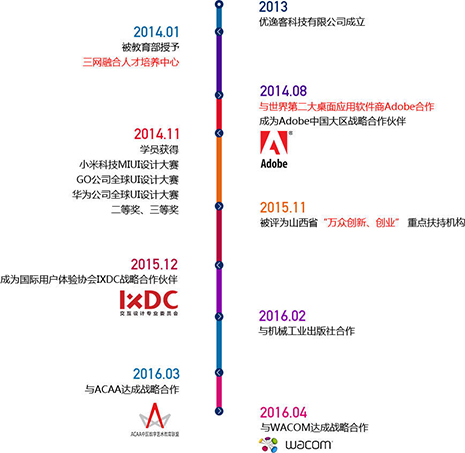 2013
优逸客科技有限公司成立
2014.01
被教育部授予
三网融合人才培养中心
2014.08
与世界第二大桌面应用软件商Adobe合作
成为Adobe中国大区战略合作伙伴
Adobe
2014.11
学员获得
小米科技MIUI设计大赛
GO公司全球UI设计大赛
华为公司全球UI设计大赛
二等奖、三等奖
2015.11
被评为山西省“万众创新、创业” 重点扶持机构
2015.12
成为国际用户体验协会IXDC战略合作伙伴
IXDC
交互设计专业委员会
2016.02
与机械工业出版社合作
2016.03
与ACAA达成战略合作
ACAA中国数字艺术教育联盟
2016.04
与WACOM达成战略合作
wacom